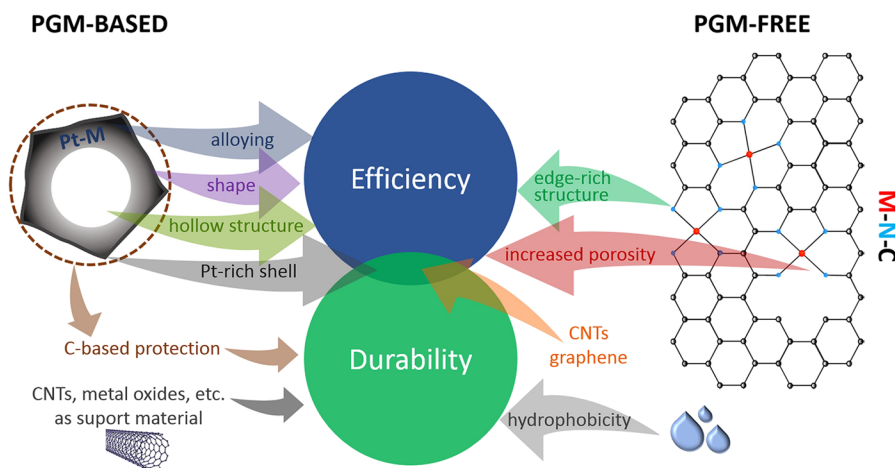 PGM-BASED
PGM-FREE
Pt-M
alloying
shape
hollow structure
Pt-rich shell
C-based protection
CNTs, metal oxides, etc.
as suport material
Efficiency
Durability
edge-rich
structure
increased porosity
CNTs
graphene
hydrophobicity
M-N-C